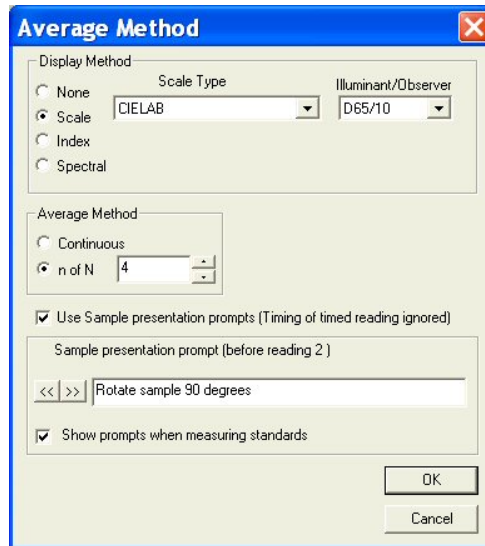 Average Method
Display Method
Scale Type
Illuminant/Observer
None
CIELAB
D65/10
Scale
Index
Spectral
Average Method
Continuous
n of N
4
Use Sample presentation prompts (Timing of timed reading ignored)
Sample presentation prompt (before reading 2 )
<< >> Rotate sample 90 degrees
Show prompts when measuring standards
OK
Cancel